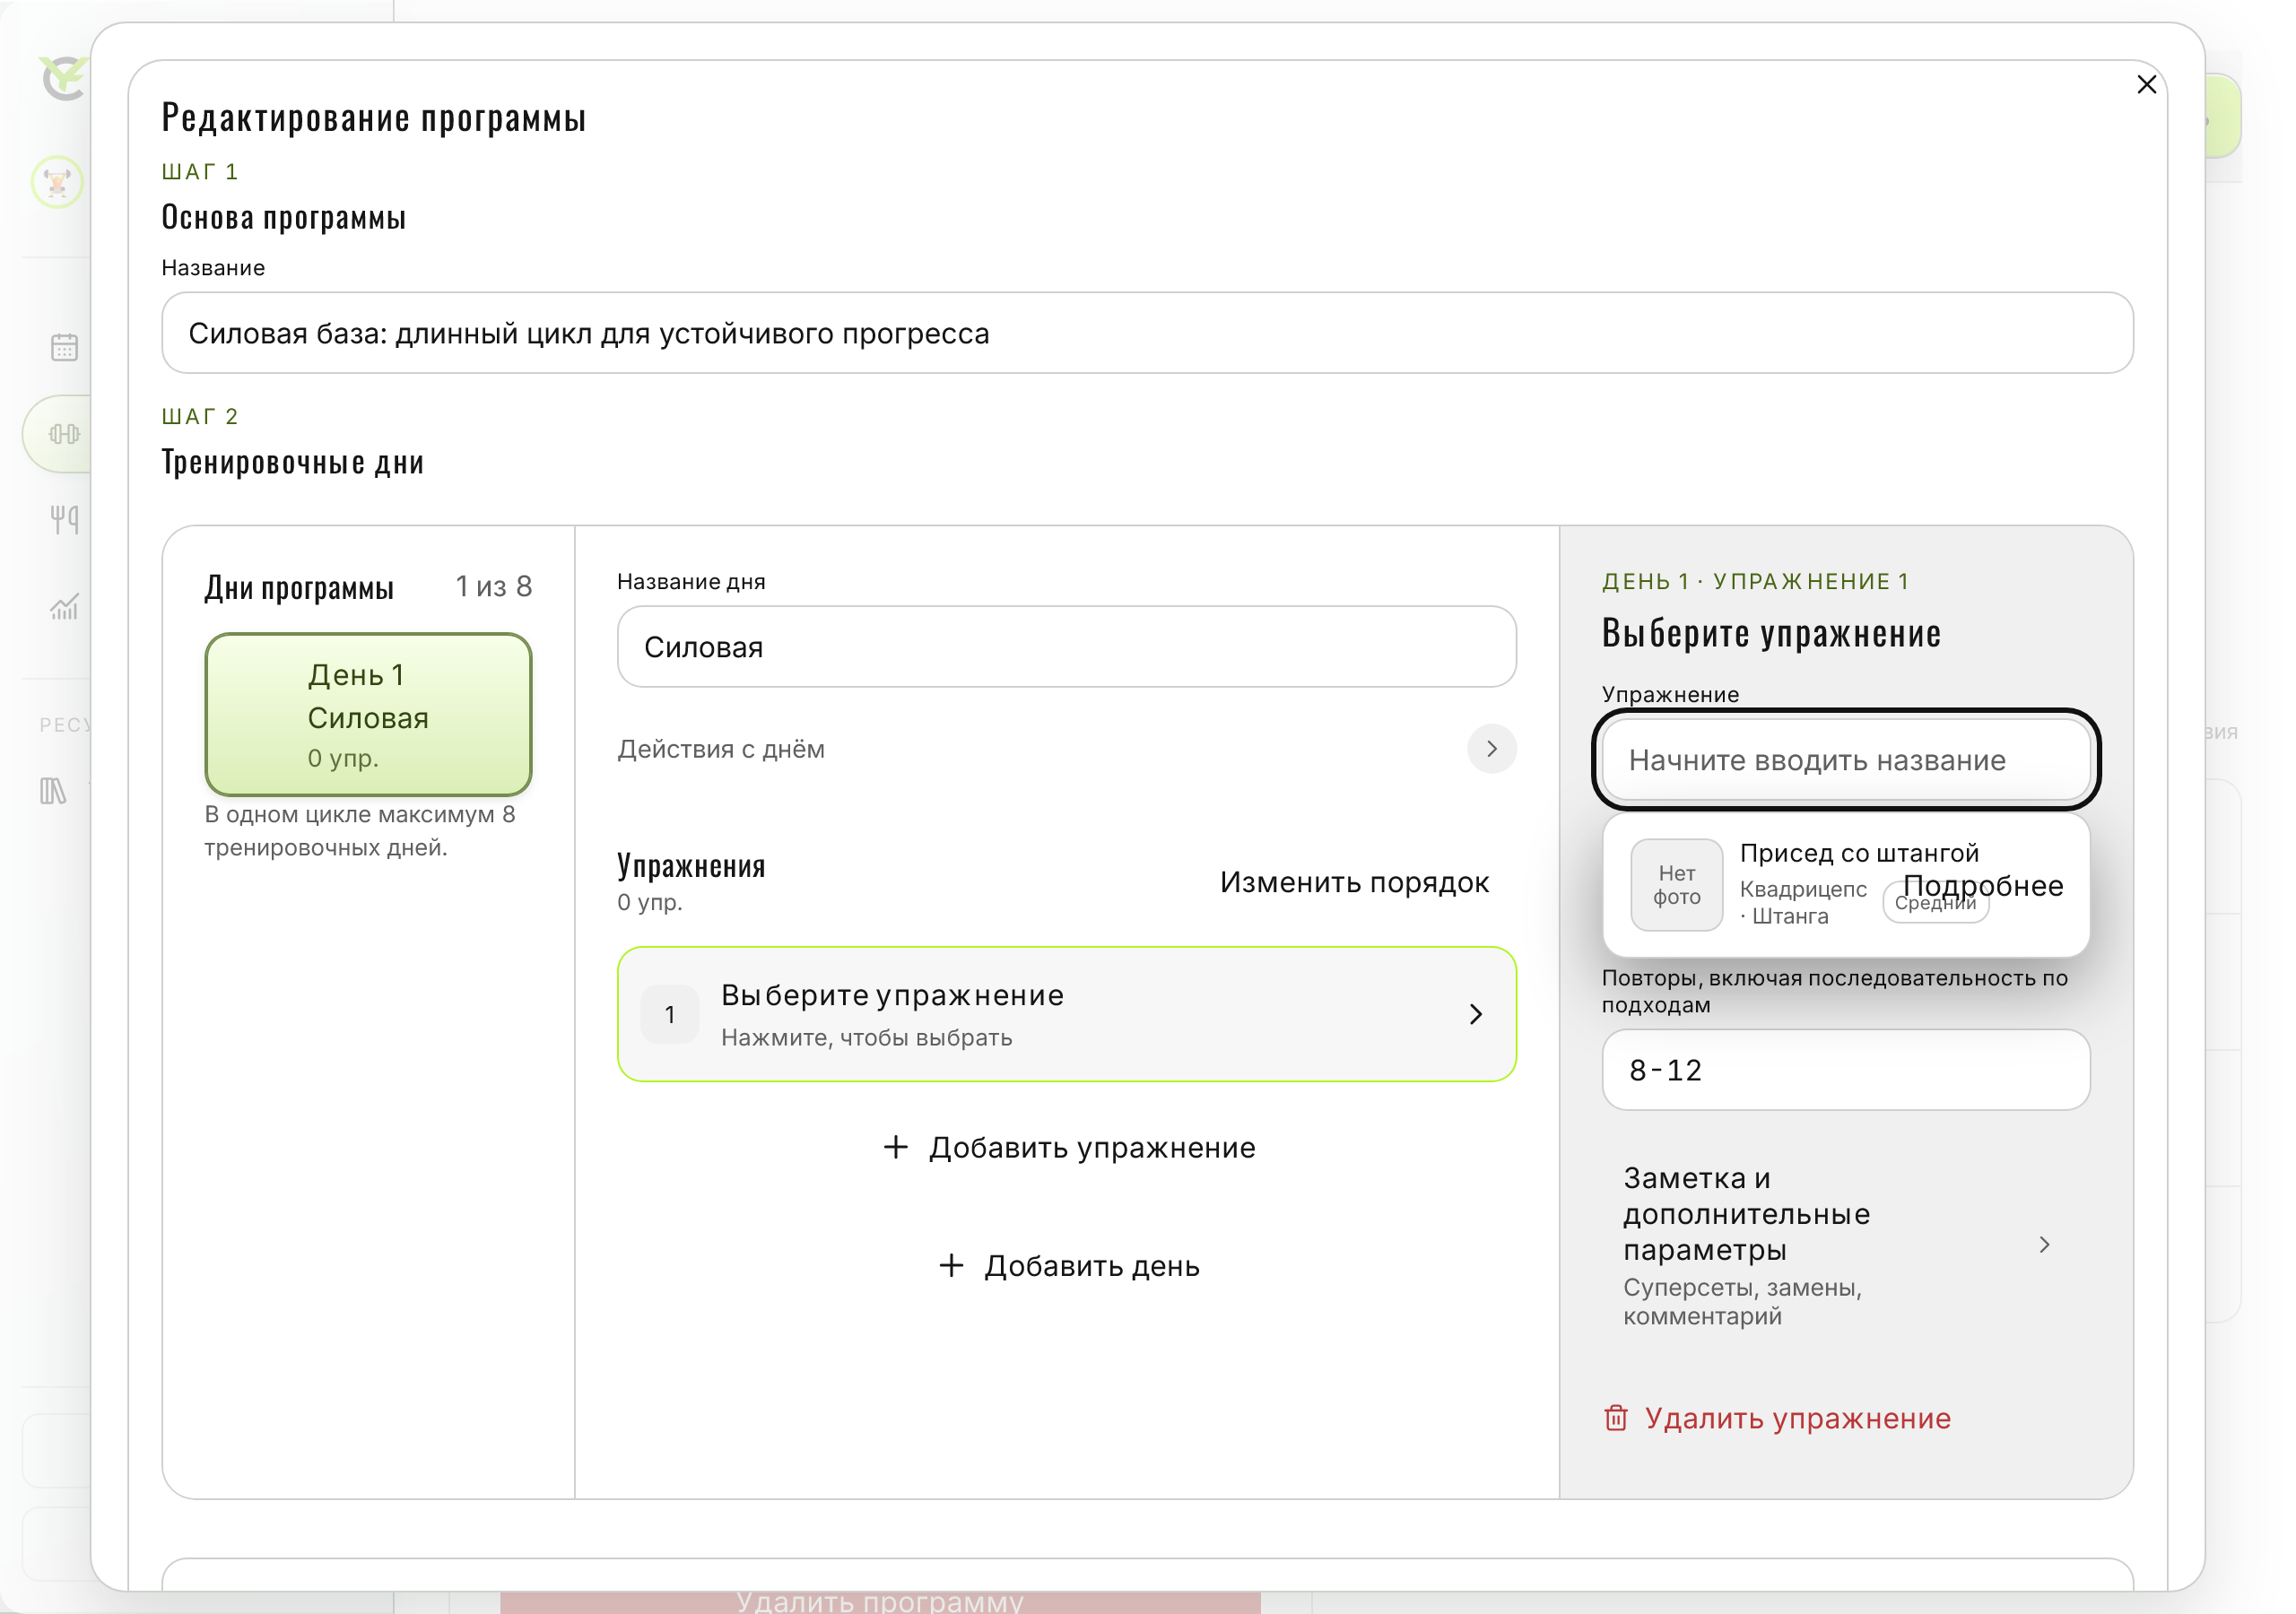 Редактирование программы
ШАГ 1
Основа программы
Название
Силовая база: длинный цикл для устойчивого прогресса
ШАГ 2
Тренировочные дни
Дни программы
1 из 8
День 1
Силовая
0 упр.
В одном цикле максимум 8
тренировочных дней.
Название дня
Силовая
Действия с днём
Упражнения
0 упр.
Изменить порядок
1
Выберите упражнение
Нажмите, чтобы выбрать
Добавить упражнение
Добавить день
ДЕНЬ 1 · УПРАЖНЕНИЕ 1
Выберите упражнение
Упражнение
Начните вводить название
Нет
фото
Присед со штангой
Квадрицепс
· Штанга
Средний
Подробнее
Повторы, включая последовательность по
подходам
8-12
Заметка и
дополнительные
параметры
Суперсеты, замены,
комментарий
Удалить упражнение
Удалить программу